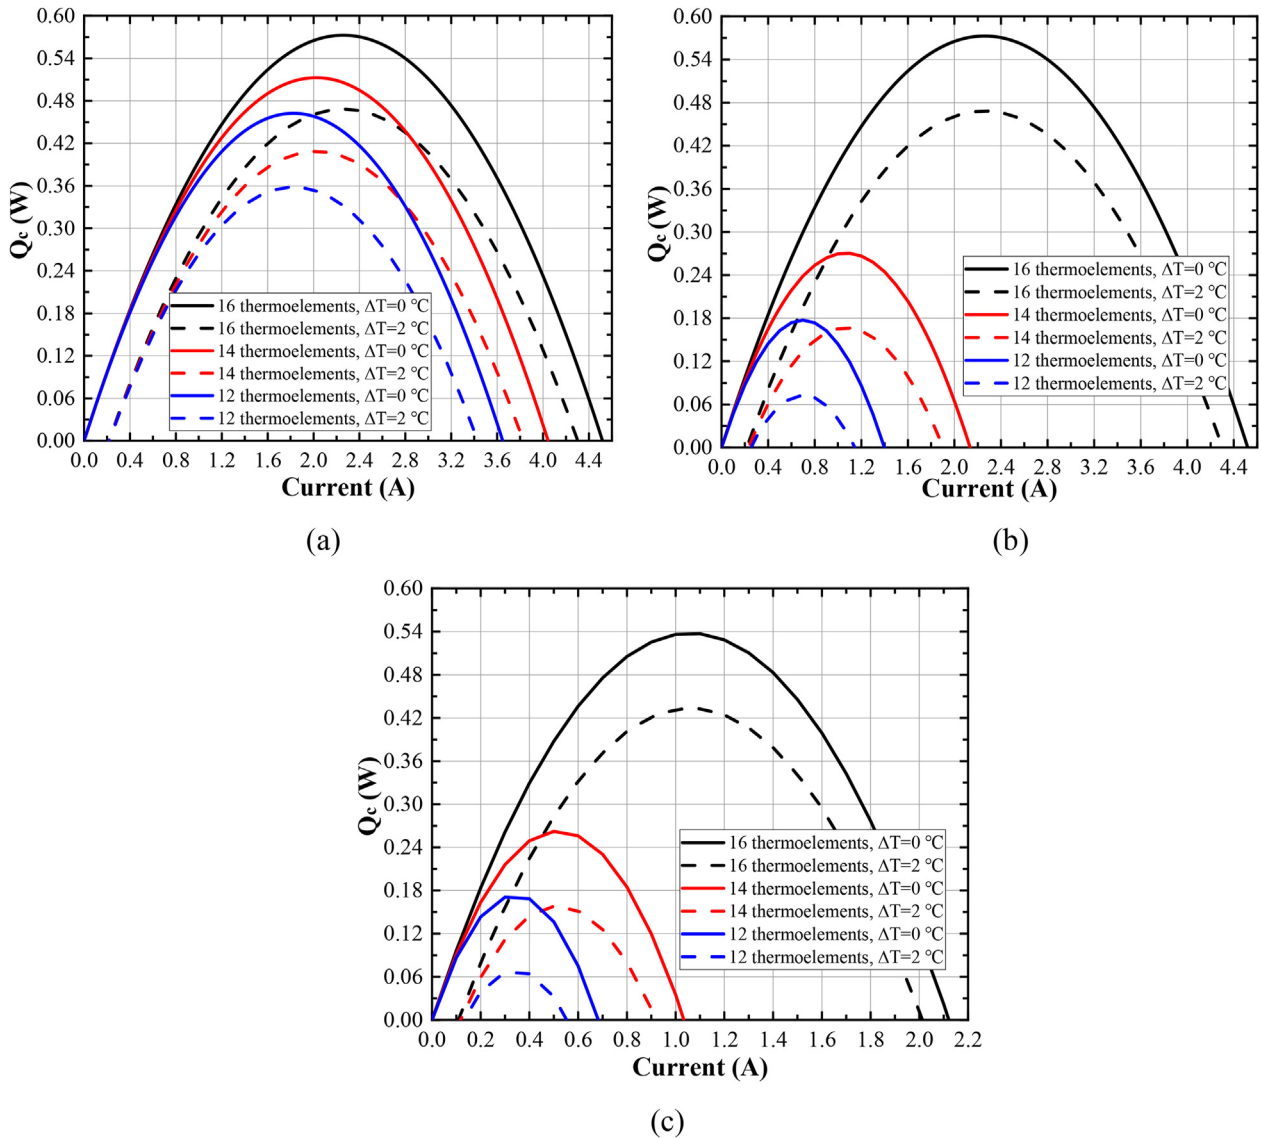 0.60
0.54
0.48
0.42
0.36
0.30
0.24
0.18
0.12
0.06
0.00
Qc (W)
16 thermoelements, ΔT=0 °C
16 thermoelements, ΔT=2 °C
14 thermoelements, ΔT=0 °C
14 thermoelements, ΔT=2 °C
12 thermoelements, ΔT=0 °C
12 thermoelements, ΔT=2 °C
0.0 0.4 0.8 1.2 1.6 2.0 2.4 2.8 3.2 3.6 4.0 4.4
Current (A)
(a)
0.60
0.54
0.48
0.42
0.36
0.30
0.24
0.18
0.12
0.06
0.00
Qc (W)
16 thermoelements, ΔT=0 °C
16 thermoelements, ΔT=2 °C
14 thermoelements, ΔT=0 °C
14 thermoelements, ΔT=2 °C
12 thermoelements, ΔT=0 °C
12 thermoelements, ΔT=2 °C
0.0 0.4 0.8 1.2 1.6 2.0 2.4 2.8 3.2 3.6 4.0 4.4
Current (A)
(b)
0.60
0.54
0.48
0.42
0.36
0.30
0.24
0.18
0.12
0.06
0.00
Qc (W)
16 thermoelements, ΔT=0 °C
16 thermoelements, ΔT=2 °C
14 thermoelements, ΔT=0 °C
14 thermoelements, ΔT=2 °C
12 thermoelements, ΔT=0 °C
12 thermoelements, ΔT=2 °C
0.0 0.2 0.4 0.6 0.8 1.0 1.2 1.4 1.6 1.8 2.0 2.2
Current (A)
(c)